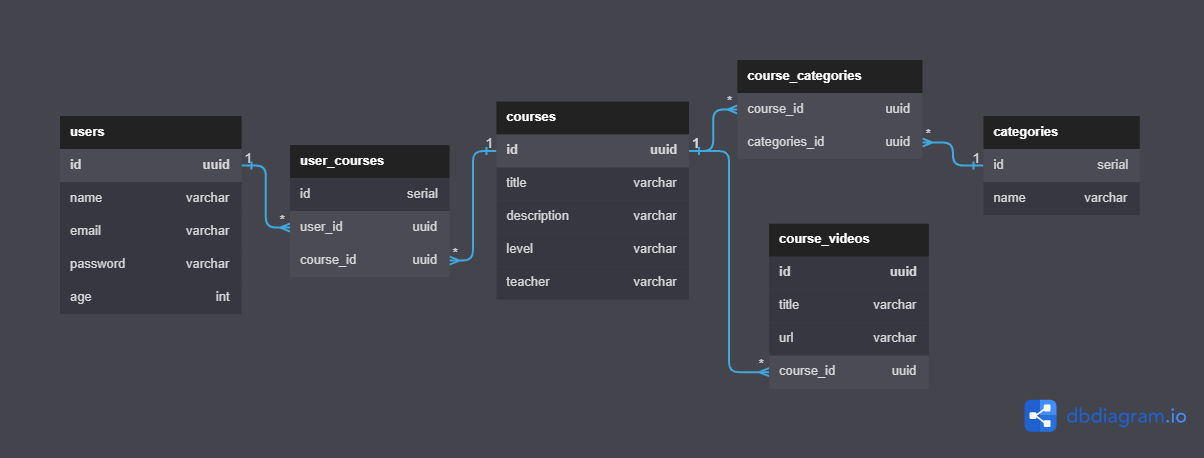 users
id uuid
name varchar
email varchar
password varchar
age int
1
*
user_courses
id serial
user_id uuid
course_id uuid
*
1
courses
id uuid
title varchar
description varchar
level varchar
teacher varchar
1
*
course_categories
course_id uuid
categories_id uuid
*
1
categories
id serial
name varchar
*
course_videos
id uuid
title varchar
url varchar
course_id uuid
dbdiagram.io